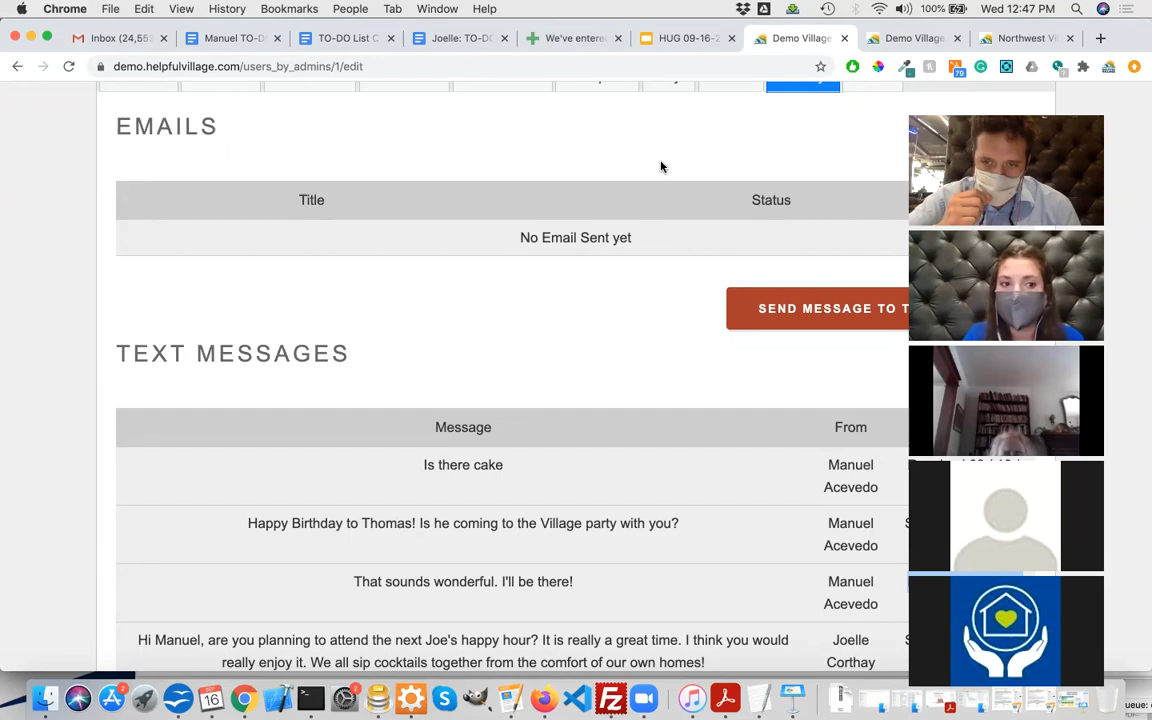 Chrome File Edit View History Bookmarks People Tab Window Help 100% Wed 12:47 PM
Inbox (24,55 Manuel TO-D TO-DO List C Joelle: TO-DO We've entere HUG 09-16-2 Demo Village Demo Village Northwest Vi
demo.helpfulvillage.com/users_by_admins/1/edit 79
EMAILS
Title Status
No Email Sent yet
SEND MESSAGE TO T
TEXT MESSAGES
Message From
Is there cake Manuel
Acevedo
Happy Birthday to Thomas! Is he coming to the Village party with you? Manuel
Acevedo
That sounds wonderful. I'll be there! Manuel
Acevedo
Hi Manuel, are you planning to attend the next Joe's happy hour? It is really a great time. I think you would Joelle
really enjoy it. We all sip cocktails together from the comfort of our own homes! Corthay